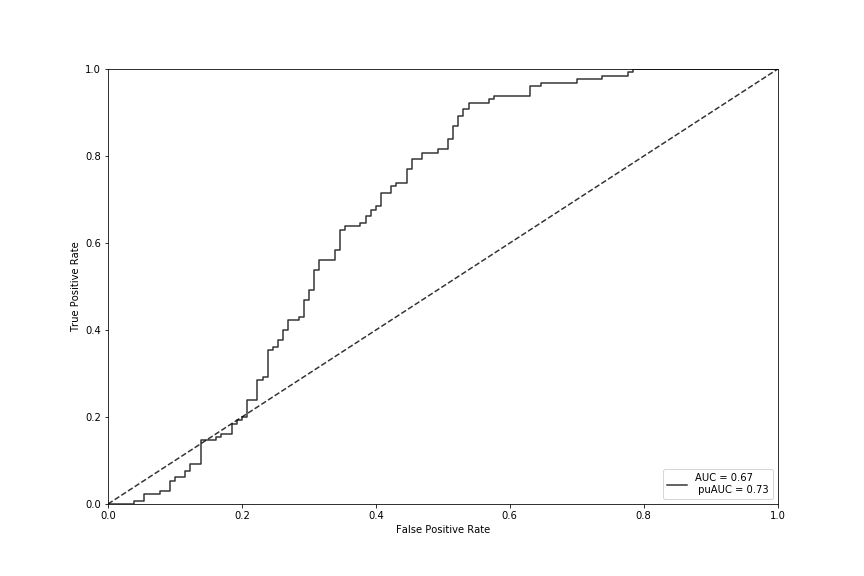 1.0
0.8
0.6
0.4
0.2
0.0
True Positive Rate
0.0 0.2 0.4 0.6 0.8 1.0
False Positive Rate
AUC = 0.67
puAUC = 0.73